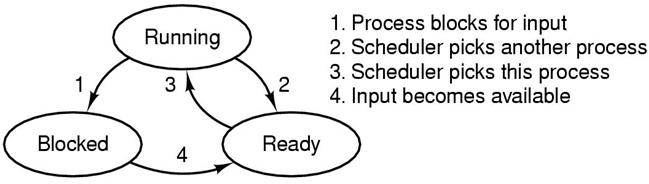 Running
1. Process blocks for input
2. Scheduler picks another process
3. Scheduler picks this process
4. Input becomes available
1
3
2
Blocked
4
Ready